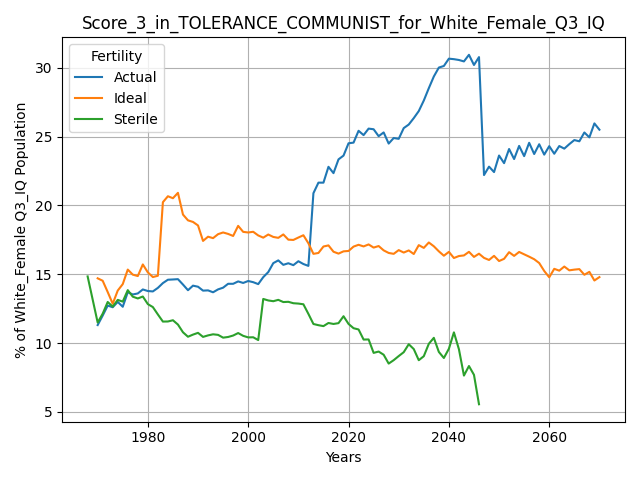 Score_3_in_TOLERANCE_COMMUNIST_for_White_Female_Q3_IQ
Fertility
Actual
Ideal
Sterile
% of White_Female Q3_IQ Population
30
25
20
15
10
5
1980
2000
2020
2040
2060
Years